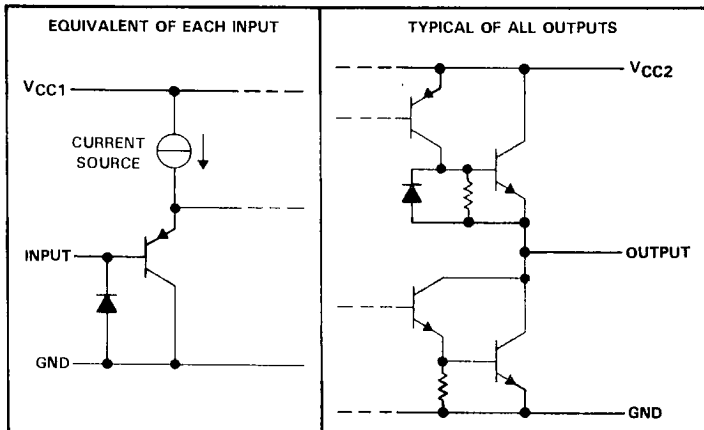 EQUIVALENT OF EACH INPUT
VCC1
CURRENT
SOURCE
INPUT
GND
TYPICAL OF ALL OUTPUTS
VCC2
OUTPUT
GND